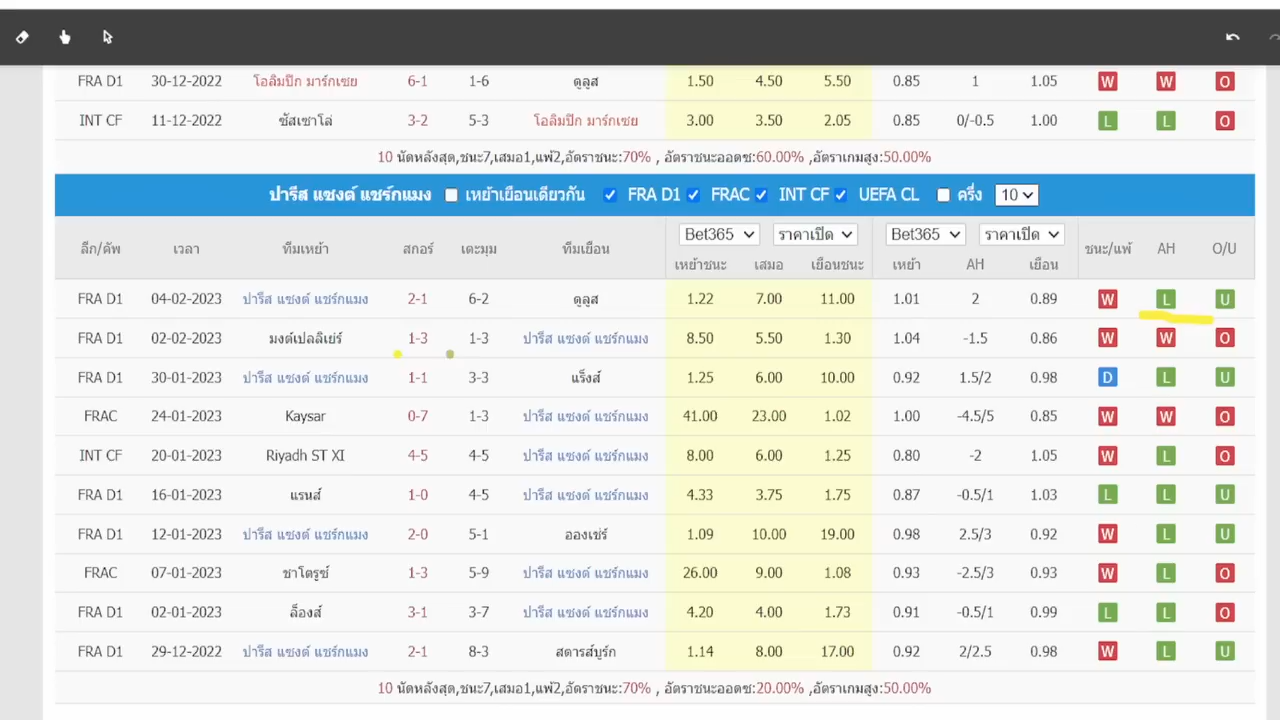 FRA D1 30-12-2022 โอลิมปิก มาร์กเซย 6-1 1-6 ตูลูส 1.50 4.50 5.50 0.85 1 1.05 W W O
INT CF 11-12-2022 ซัสเซาโล่ 3-2 5-3 โอลิมปิก มาร์กเซย 3.00 3.50 2.05 0.85 0/-0.5 1.00 L L O
10 นัดหลังสุด,ชนะ7,เสมอ1,แพ้2,อัตราชนะ:70% , อัตราชนะออดซ:60.00% ,อัตราเกมสูง:50.00%
ปารีส แซงต์ แชร์กแมง เหย้าเยือนเดียวกัน FRA D1 FRAC INT CF UEFA CL ครึ่ง 10
ลีก/คัพ เวลา ทีมเหย้า สกอร์ เตะมุม ทีมเยือน Bet365 ราคาเปิด Bet365 ราคาเปิด ชนะ/แพ้ AH O/U
เหย้าชนะ เสมอ เยือนชนะ เหย้า AH เยือน
FRA D1 04-02-2023 ปารีส แซงต์ แชร์กแมง 2-1 6-2 ตูลูส 1.22 7.00 11.00 1.01 2 0.89 W L U
FRA D1 02-02-2023 มงต์เปลลิเย่ร์ 1-3 1-3 ปารีส แซงต์ แชร์กแมง 8.50 5.50 1.30 1.04 -1.5 0.86 W W O
FRA D1 30-01-2023 ปารีส แซงต์ แชร์กแมง 1-1 3-3 แร็งส์ 1.25 6.00 10.00 0.92 1.5/2 0.98 D L U
FRAC 24-01-2023 Kaysar 0-7 1-3 ปารีส แซงต์ แชร์กแมง 41.00 23.00 1.02 1.00 -4.5/5 0.85 W W O
INT CF 20-01-2023 Riyadh ST XI 4-5 4-5 ปารีส แซงต์ แชร์กแมง 8.00 6.00 1.25 0.80 -2 1.05 W L O
FRA D1 16-01-2023 แรนส์ 1-0 4-5 ปารีส แซงต์ แชร์กแมง 4.33 3.75 1.75 0.87 -0.5/1 1.03 L L U
FRA D1 12-01-2023 ปารีส แซงต์ แชร์กแมง 2-0 5-1 อองเช่ร์ 1.09 10.00 19.00 0.98 2.5/3 0.92 W L U
FRAC 07-01-2023 ชาโตรูซ์ 1-3 5-9 ปารีส แซงต์ แชร์กแมง 26.00 9.00 1.08 0.93 -2.5/3 0.93 W L O
FRA D1 02-01-2023 ล็องส์ 3-1 3-7 ปารีส แซงต์ แชร์กแมง 4.20 4.00 1.73 0.91 -0.5/1 0.99 L L O
FRA D1 29-12-2022 ปารีส แซงต์ แชร์กแมง 2-1 8-3 สตารส์บูร์ก 1.14 8.00 17.00 0.92 2/2.5 0.98 W L U
10 นัดหลังสุด,ชนะ7,เสมอ1,แพ้2,อัตราชนะ:70% , อัตราชนะออดซ:20.00% ,อัตราเกมสูง:50.00%